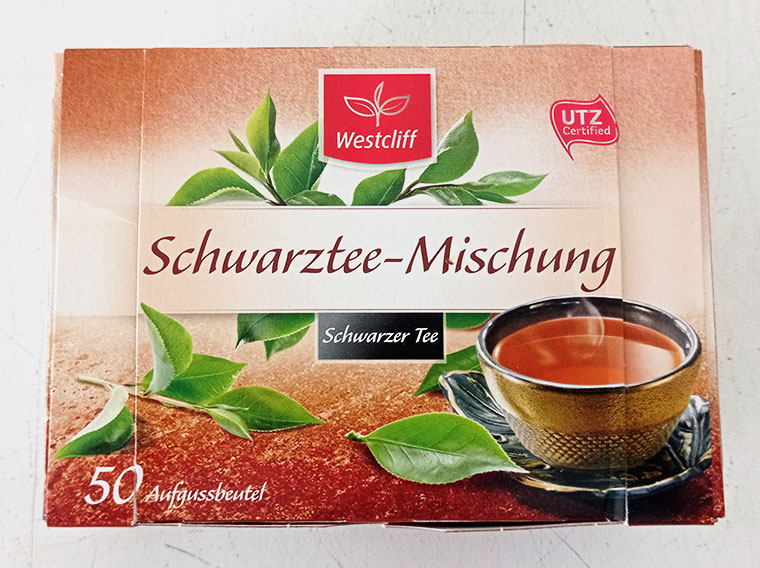 Westcliff
UTZ
Certified
Schwarztee-Mischung
Schwarzer Tee
50 Aufgussbeutel